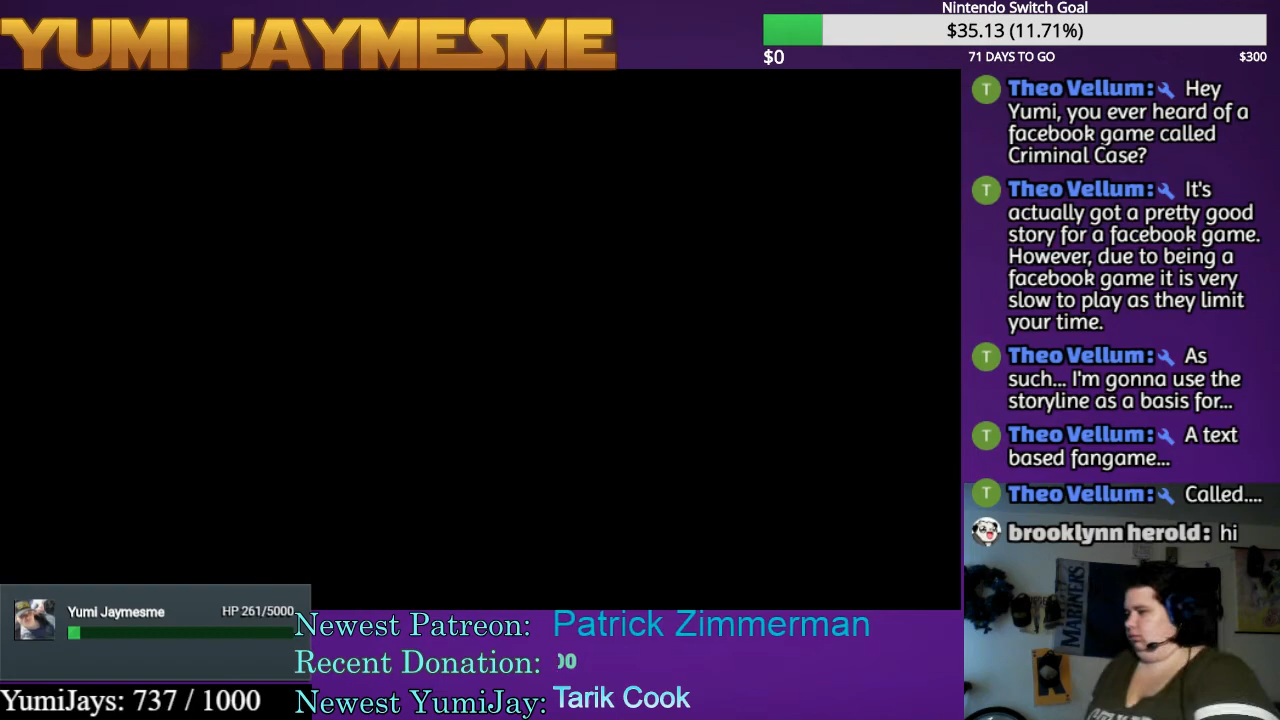 YUMI JAYMESME
Nintendo Switch Goal
$35.13 (11.71%)
$0
71 DAYS TO GO
$300
T Theo Vellum: Hey
Yumi, you ever heard of a
facebook game called
Criminal Case?
T Theo Vellum: It's
actually got a pretty good
story for a facebook game.
However, due to being a
facebook game it is very
slow to play as they limit
your time.
T Theo Vellum: As
such... I'm gonna use the
storyline as a basis for...
T Theo Vellum: A text
based fangame...
T Theo Vellum: Called....
brooklynn herold: hi
MARINERS
Yumi Jaymesme
HP 261/5000
Newest Patreon: Patrick Zimmerman
Recent Donation:
YumiJays: 737 / 1000
Newest YumiJay: Tarik Cook